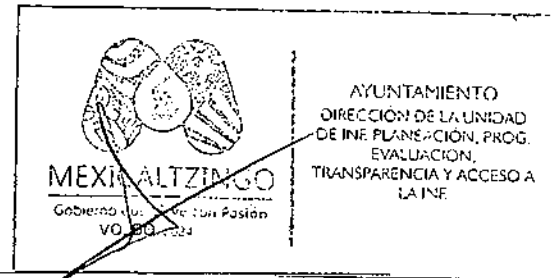 MEXICALTZINGO
Gobierno con Pasión
VO. BO. 2024
AYUNTAMIENTO
DIRECCIÓN DE LA UNIDAD
DE INF. PLANEACIÓN, PROG.
EVALUACIÓN,
TRANSPARENCIA Y ACCESO A
LA INF.